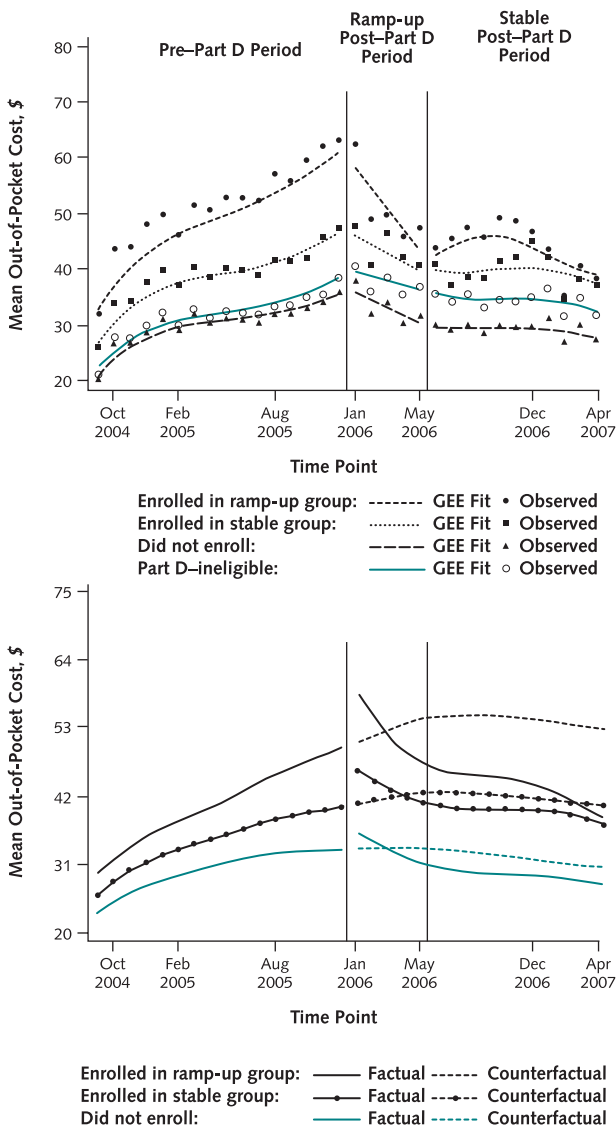 Pre–Part D Period
Ramp-up
Post–Part D
Period
Stable
Post–Part D
Period
Mean Out-of-Pocket Cost, $
80
70
60
50
40
30
20
Oct
2004
Feb
2005
Aug
2005
Jan
2006
May
2006
Dec
2006
Apr
2007
Time Point
Enrolled in ramp-up group: GEE Fit Observed
Enrolled in stable group: GEE Fit Observed
Did not enroll: GEE Fit Observed
Part D–ineligible: GEE Fit Observed
Mean Out-of-Pocket Cost, $
75
64
53
42
31
20
Oct
2004
Feb
2005
Aug
2005
Jan
2006
May
2006
Dec
2006
Apr
2007
Time Point
Enrolled in ramp-up group: Factual Counterfactual
Enrolled in stable group: Factual Counterfactual
Did not enroll: Factual Counterfactual